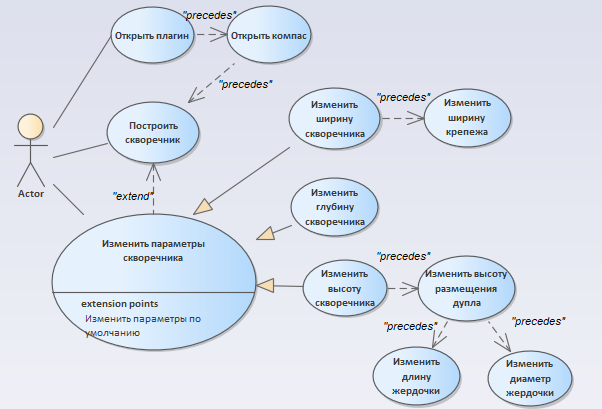 "precedes"
Открыть плагин
Открыть компас
"precedes"
"precedes"
Изменить
ширину
скворечника
Изменить
ширину
крепежа
Построить
скворечник
Actor
"extend"
Изменить
глубину
скворечника
Изменить параметры
скворечника
"precedes"
Изменить
высоту
скворечника
Изменить высоту
размещения
дупла
extension points
Изменить параметры по
умолчанию
"precedes"
"precedes"
Изменить
длину
жердочки
Изменить
диаметр
жердочки